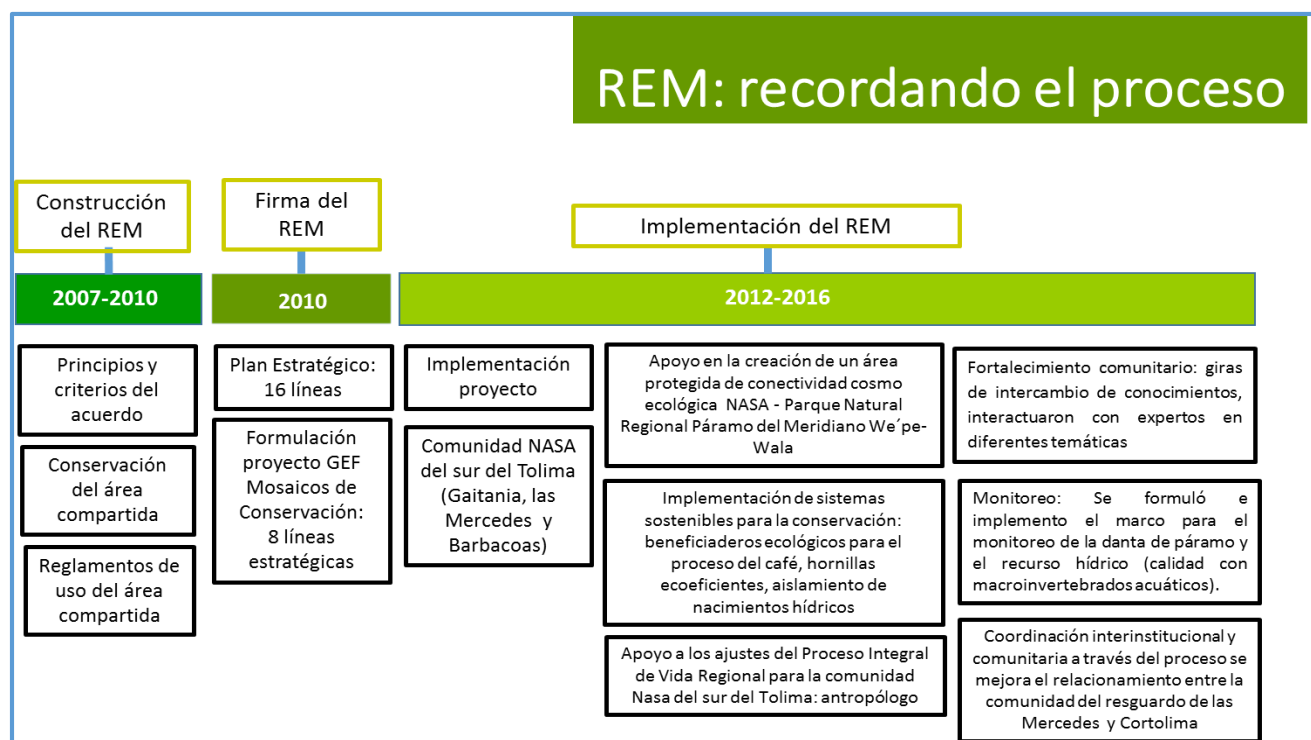 REM: recordando el proceso
Construcción
del REM
Firma del
REM
Implementación del REM
2007-2010
2010
2012-2016
Principios y
criterios del
acuerdo
Conservación
del área
compartida
Reglamentos de
uso del área
compartida
Plan Estratégico:
16 líneas
Formulación
proyecto GEF
Mosaicos de
Conservación:
8 líneas
estratégicas
Implementación
proyecto
Comunidad NASA
del sur del Tolima
(Gaitania, las
Mercedes y
Barbacoas)
Apoyo en la creación de un área
protegida de conectividad cosmo
ecológica NASA - Parque Natural
Regional Páramo del Meridiano We´pe-
Wala
Implementación de sistemas
sostenibles para la conservación:
beneficiaderos ecológicos para el
proceso del café, hornillas
ecoeficientes, aislamiento de
nacimientos hídricos
Apoyo a los ajustes del Proceso Integral
de Vida Regional para la comunidad
Nasa del sur del Tolima: antropólogo
Fortalecimiento comunitario: giras
de intercambio de conocimientos,
interactuaron con expertos en
diferentes temáticas
Monitoreo: Se formuló e
implemento el marco para el
monitoreo de la danta de páramo y
el recurso hídrico (calidad con
macroinvertebrados acuáticos).
Coordinación interinstitucional y
comunitaria a través del proceso se
mejora el relacionamiento entre la
comunidad del resguardo de las
Mercedes y Cortolima